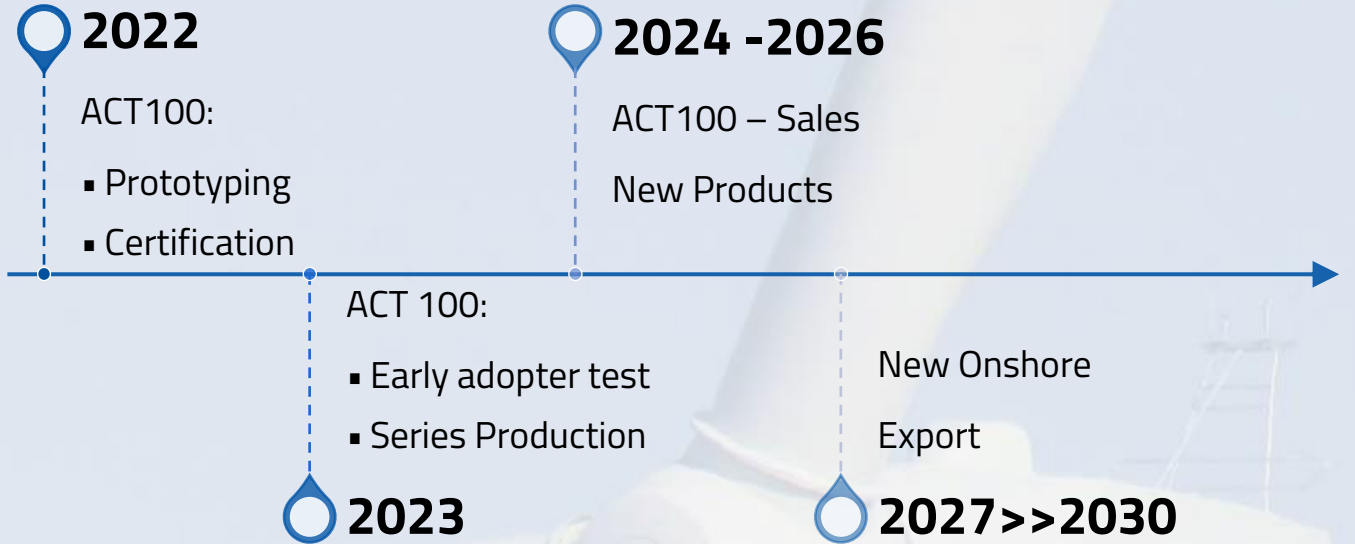 2022
ACT100:
▪ Prototyping
▪ Certification
2024 -2026
ACT100 – Sales
New Products
ACT 100:
▪ Early adopter test
▪ Series Production
2023
New Onshore
Export
2027>>2030